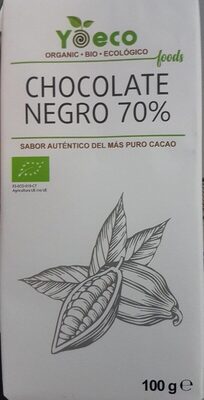 Yoeco
ORGANIC • BIO • ECOLÓGICO
foods
CHOCOLATE
NEGRO 70%
SABOR AUTÉNTICO DEL MÁS PURO CACAO
100 g e